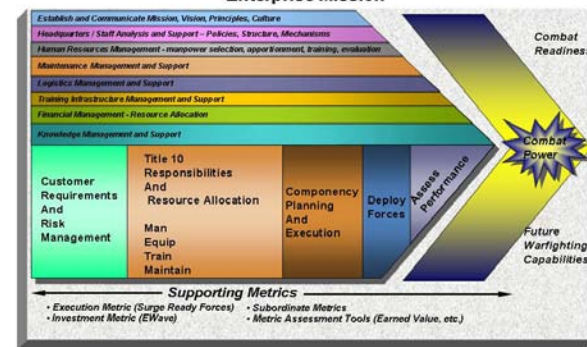 Enterprise Mission
Establish and Communicate Mission, Vision, Principles, Culture
Headquarters / Staff Analysis and Support – Policies, Structure, Mechanisms
Human Resources Management - manpower selection, apportionment, training, evaluation
Maintenance Management and Support
Logistics Management and Support
Training Infrastructure Management and Support
Financial Management - Resource Allocation
Knowledge Management and Support
Customer
Requirements
And
Risk
Management
Title 10
Responsibilities
And
Resource Allocation
Man
Equip
Train
Maintain
Componency
Planning
And
Execution
Deploy
Forces
Assess
Performance
Combat
Readiness
Combat
Power
Future
Warfighting
Capabilities
Supporting Metrics
• Execution Metric (Surge Ready Forces)
• Investment Metric (EWave)
• Subordinate Metrics
• Metric Assessment Tools (Earned Value, etc.)